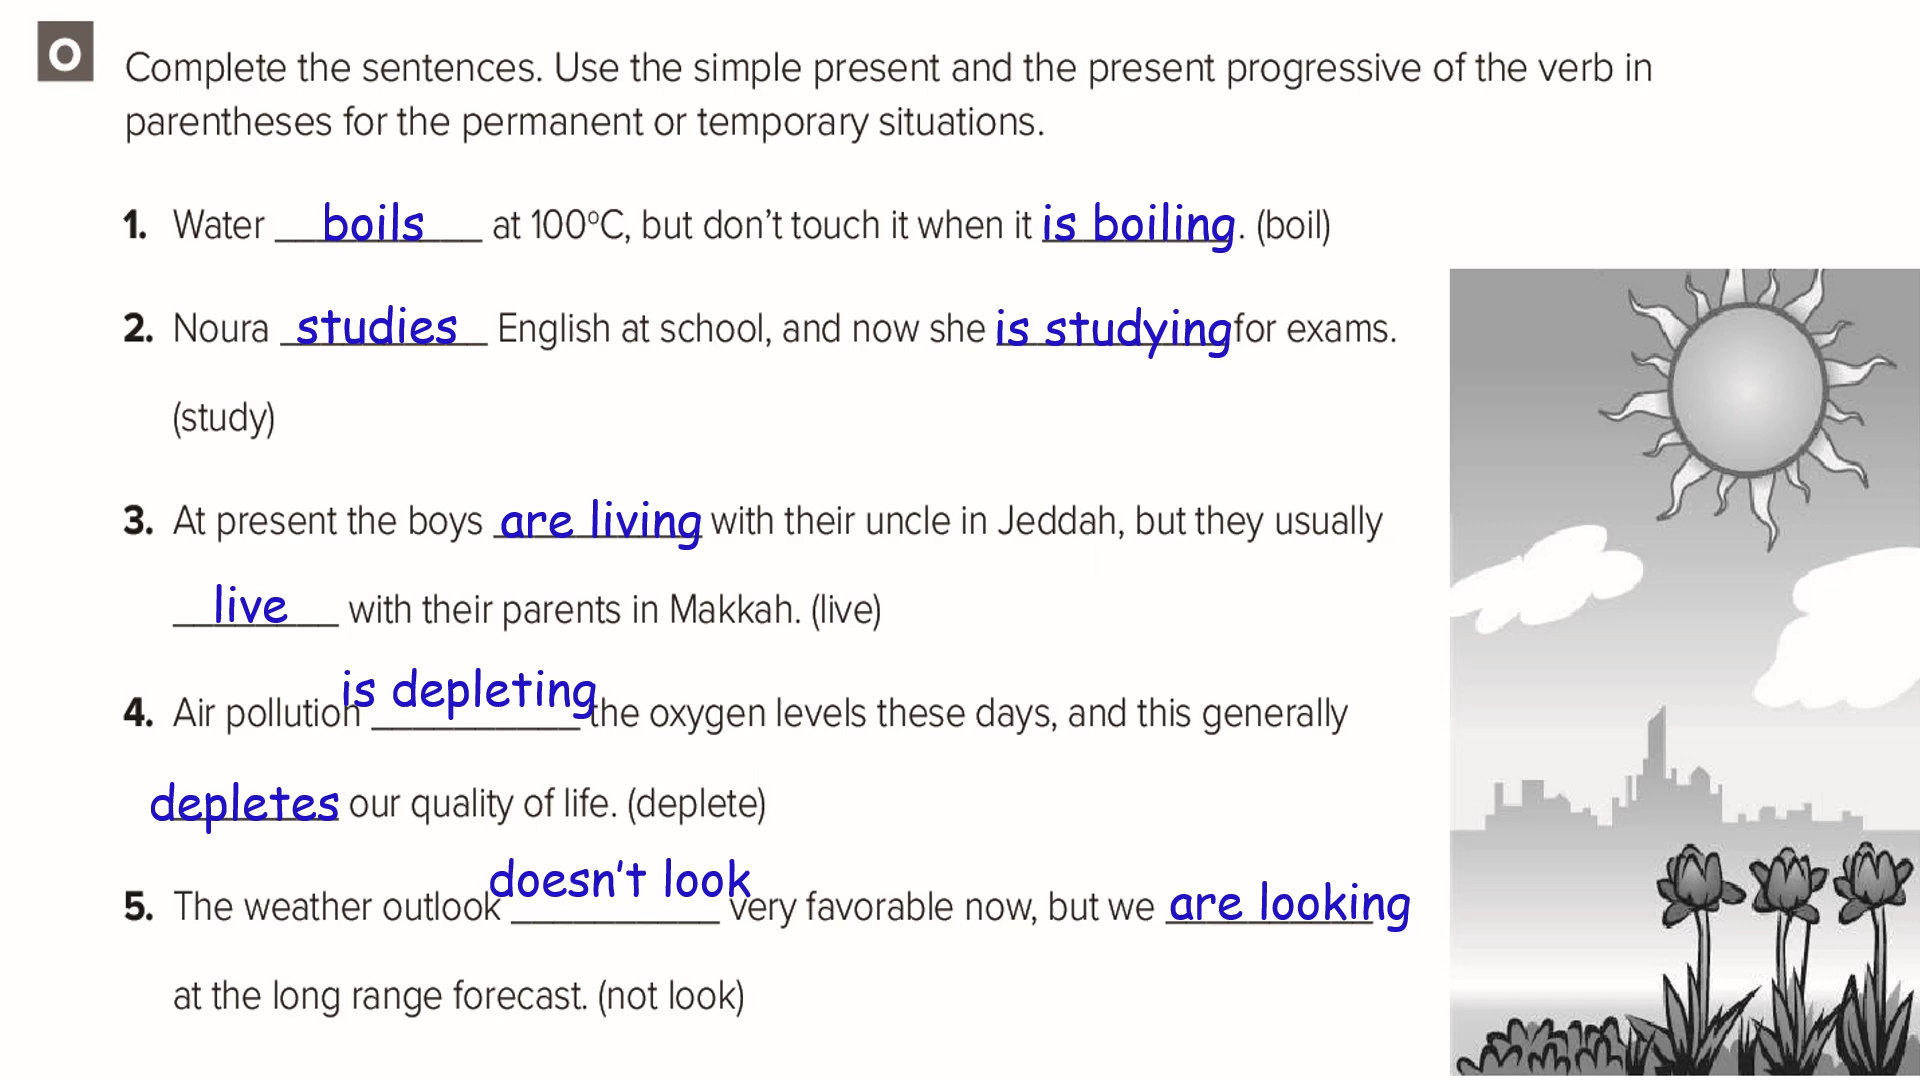 O
Complete the sentences. Use the simple present and the present progressive of the verb in
parentheses for the permanent or temporary situations.
1. Water boils at 100ºC, but don't touch it when it is boiling. (boil)
2. Noura studies English at school, and now she is studying for exams.
(study)
3. At present the boys are living with their uncle in Jeddah, but they usually
live with their parents in Makkah. (live)
4. Air pollution is depleting the oxygen levels these days, and this generally
depletes our quality of life. (deplete)
5. The weather outlook doesn't look very favorable now, but we are looking
at the long range forecast. (not look)